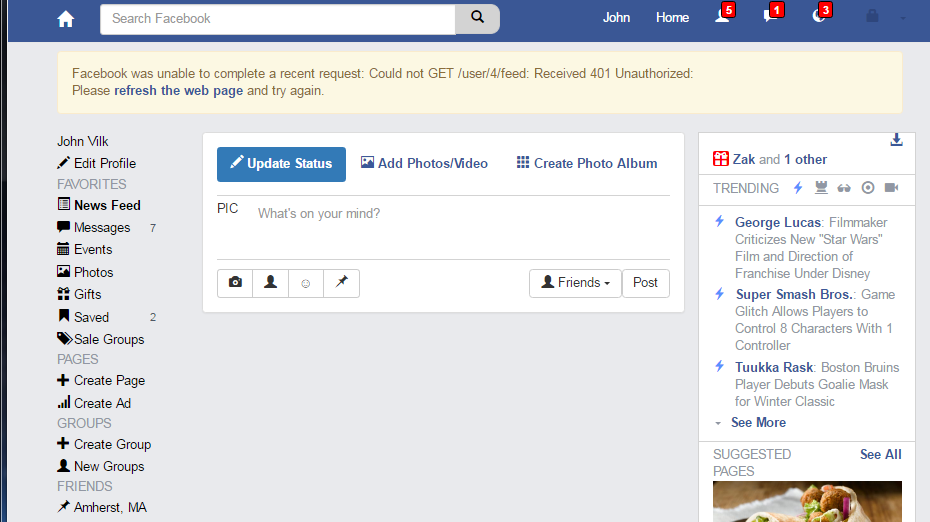 Search Facebook
John
Home
5
1
3
Facebook was unable to complete a recent request: Could not GET /user/4/feed: Received 401 Unauthorized:
Please refresh the web page and try again.
John Vilk
Edit Profile
FAVORITES
News Feed
Messages 7
Events
Photos
Gifts
Saved 2
Sale Groups
PAGES
Create Page
Create Ad
GROUPS
Create Group
New Groups
FRIENDS
Amherst, MA
Update Status
Add Photos/Video
Create Photo Album
PIC
What's on your mind?
Friends
Post
Zak and 1 other
TRENDING
George Lucas: Filmmaker
Criticizes New "Star Wars"
Film and Direction of
Franchise Under Disney
Super Smash Bros.: Game
Glitch Allows Players to
Control 8 Characters With 1
Controller
Tuukka Rask: Boston Bruins
Player Debuts Goalie Mask
for Winter Classic
See More
SUGGESTED
PAGES
See All